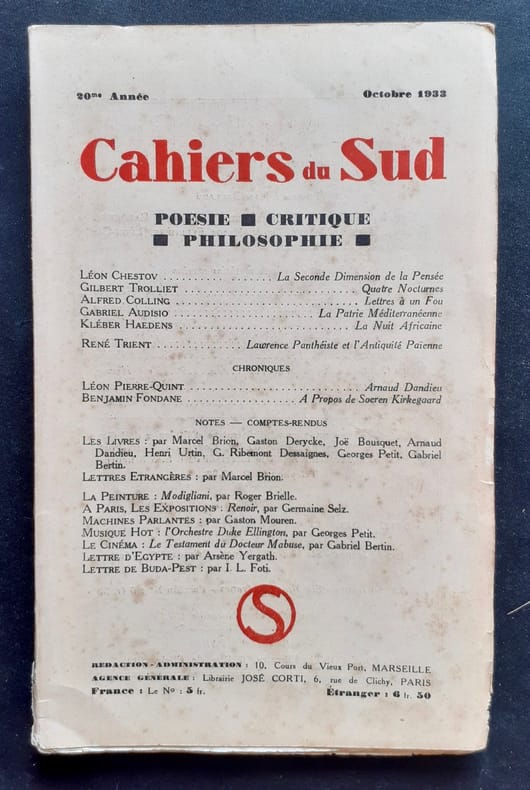 20me Année Octobre 1933
Cahiers du Sud
POESIE ■ CRITIQUE
■ PHILOSOPHIE ■
LÉON CHESTOV . . . . . . . . . . . . . . . . . . La Seconde Dimension de la Pensée
GILBERT TROLLIET . . . . . . . . . . . . . . . . . . . . . . . . . . . Quatre Nocturnes
ALFRED COLLING . . . . . . . . . . . . . . . . . . . . . . . . . . . . . Lettres à un Fou
GABRIEL AUDISIO . . . . . . . . . . . . . . . . . . . . . La Patrie Méditerranéenne
KLÉBER HAEDENS . . . . . . . . . . . . . . . . . . . . . . . . . . . La Nuit Africaine
RENÉ TRIENT . . . . . . . . . . . . . . Lawrence Panthéiste et l'Antiquité Païenne
CHRONIQUES
LÉON PIERRE-QUINT . . . . . . . . . . . . . . . . . . . . . . . . . . . Arnaud Dandieu
BENJAMIN FONDANE . . . . . . . . . . . . . . . . . A Propos de Soeren Kirkegaard
NOTES — COMPTES-RENDUS
LES LIVRES : par Marcel Brion, Gaston Derycke, Joë Bousquet, Arnaud
Dandieu, Henri Urtin, G. Ribemont Dessaignes, Georges Petit, Gabriel
Bertin.
LETTRES ETRANGÈRES : par Marcel Brion.
LA PEINTURE : Modigliani, par Roger Brielle.
A PARIS, LES EXPOSITIONS : Renoir, par Germaine Selz.
MACHINES PARLANTES : par Gaston Mouren.
MUSIQUE HOT : l'Orchestre Duke Ellington, par Georges Petit.
LE CINÉMA : Le Testament du Docteur Mabuse, par Gabriel Bertin.
LETTRE D'EGYPTE : par Arsène Yergath.
LETTRE DE BUDA-PEST : par I. L. Foti.
S
REDACTION-ADMINISTRATION : 10, Cours du Vieux Port, MARSEILLE
AGENCE GÉNÉRALE : Librairie JOSÉ CORTI, 6, rue de Clichy, PARIS
France : Le No : 5 fr. Étranger : 6 fr. 50